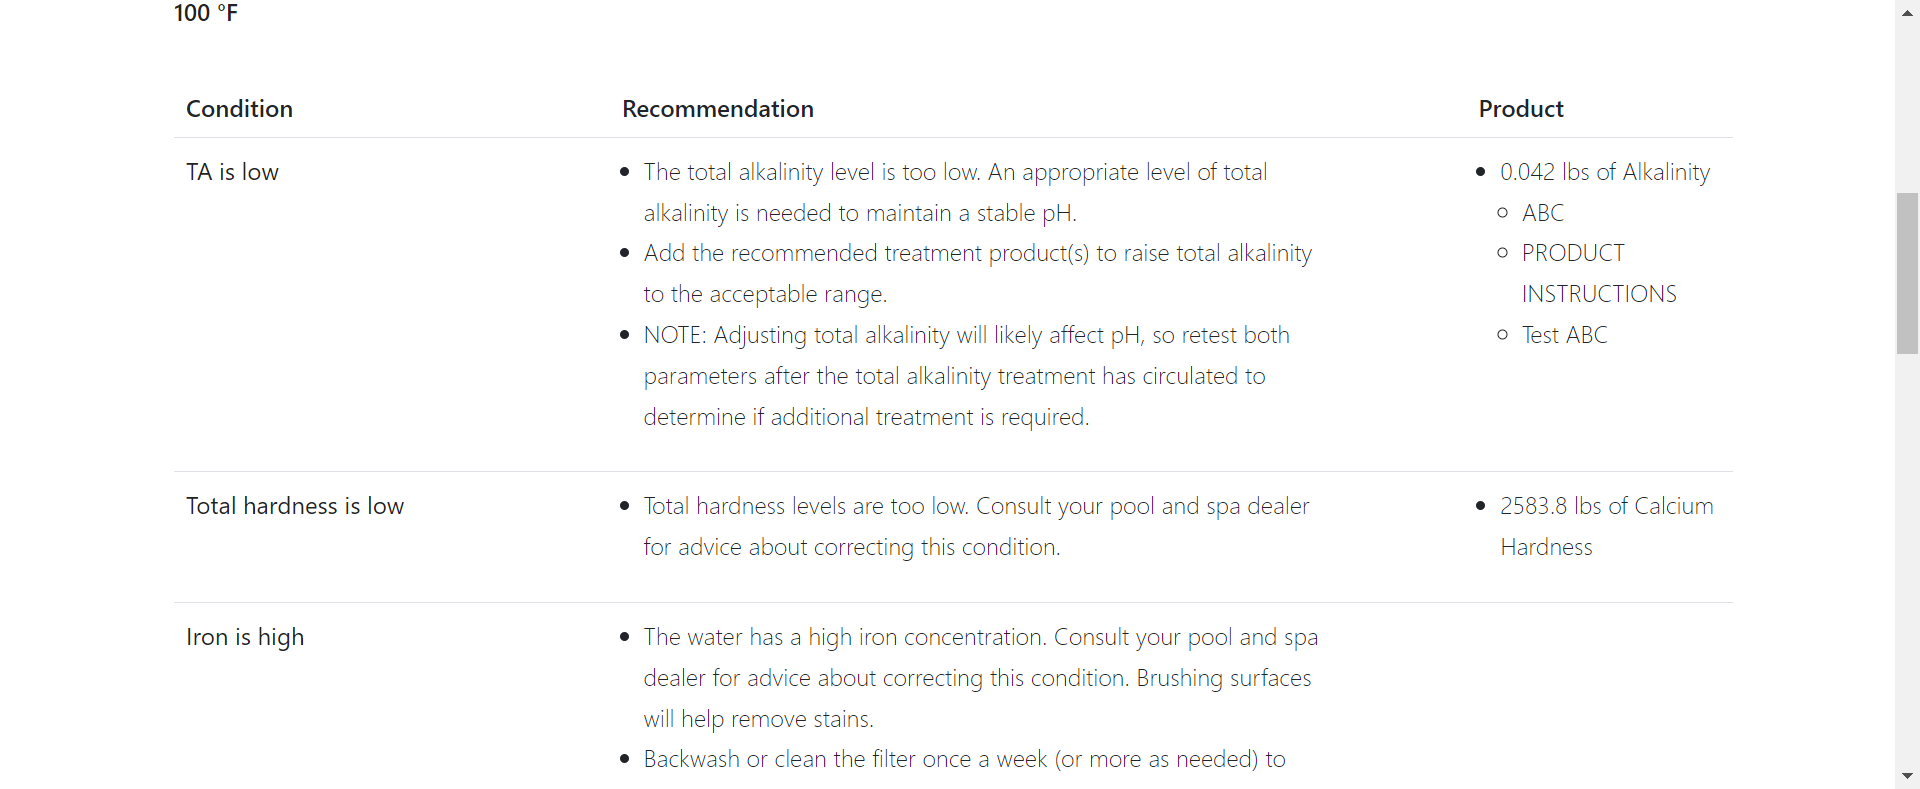 100 °F
Condition
Recommendation
Product
TA is low
The total alkalinity level is too low. An appropriate level of total
alkalinity is needed to maintain a stable pH.
Add the recommended treatment product(s) to raise total alkalinity
to the acceptable range.
NOTE: Adjusting total alkalinity will likely affect pH, so retest both
parameters after the total alkalinity treatment has circulated to
determine if additional treatment is required.
0.042 lbs of Alkalinity
ABC
PRODUCT
INSTRUCTIONS
Test ABC
Total hardness is low
Total hardness levels are too low. Consult your pool and spa dealer
for advice about correcting this condition.
2583.8 lbs of Calcium
Hardness
Iron is high
The water has a high iron concentration. Consult your pool and spa
dealer for advice about correcting this condition. Brushing surfaces
will help remove stains.
Backwash or clean the filter once a week (or more as needed) to